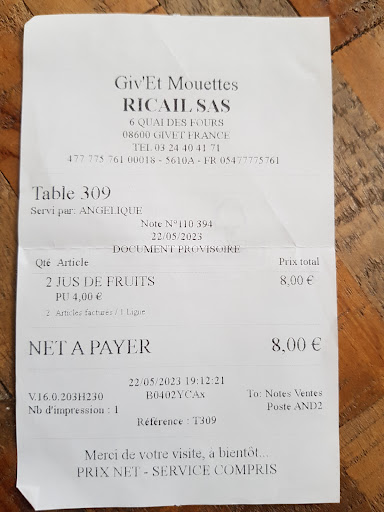 Giv'Et Mouettes
RICAIL SAS
6 QUAI DES FOURS
08600 GIVET FRANCE
TEL 03 24 40 41 71
477 775 761 00018 - 5610A - FR 05477775761
Table 309
Servi par: ANGELIQUE
Note N°110 394
22/05/2023
DOCUMENT PROVISOIRE
Qté Article Prix total
2 JUS DE FRUITS 8,00 €
PU 4,00 €
2 Articles facturés / 1 Ligne
NET A PAYER 8,00 €
22/05/2023 19:12:21
V.16.0.203H230 B0402YCAx To: Notes Ventes
Nb d'impression : 1 Poste AND2
Référence : T309
Merci de votre visite, à bientôt...
PRIX NET - SERVICE COMPRIS